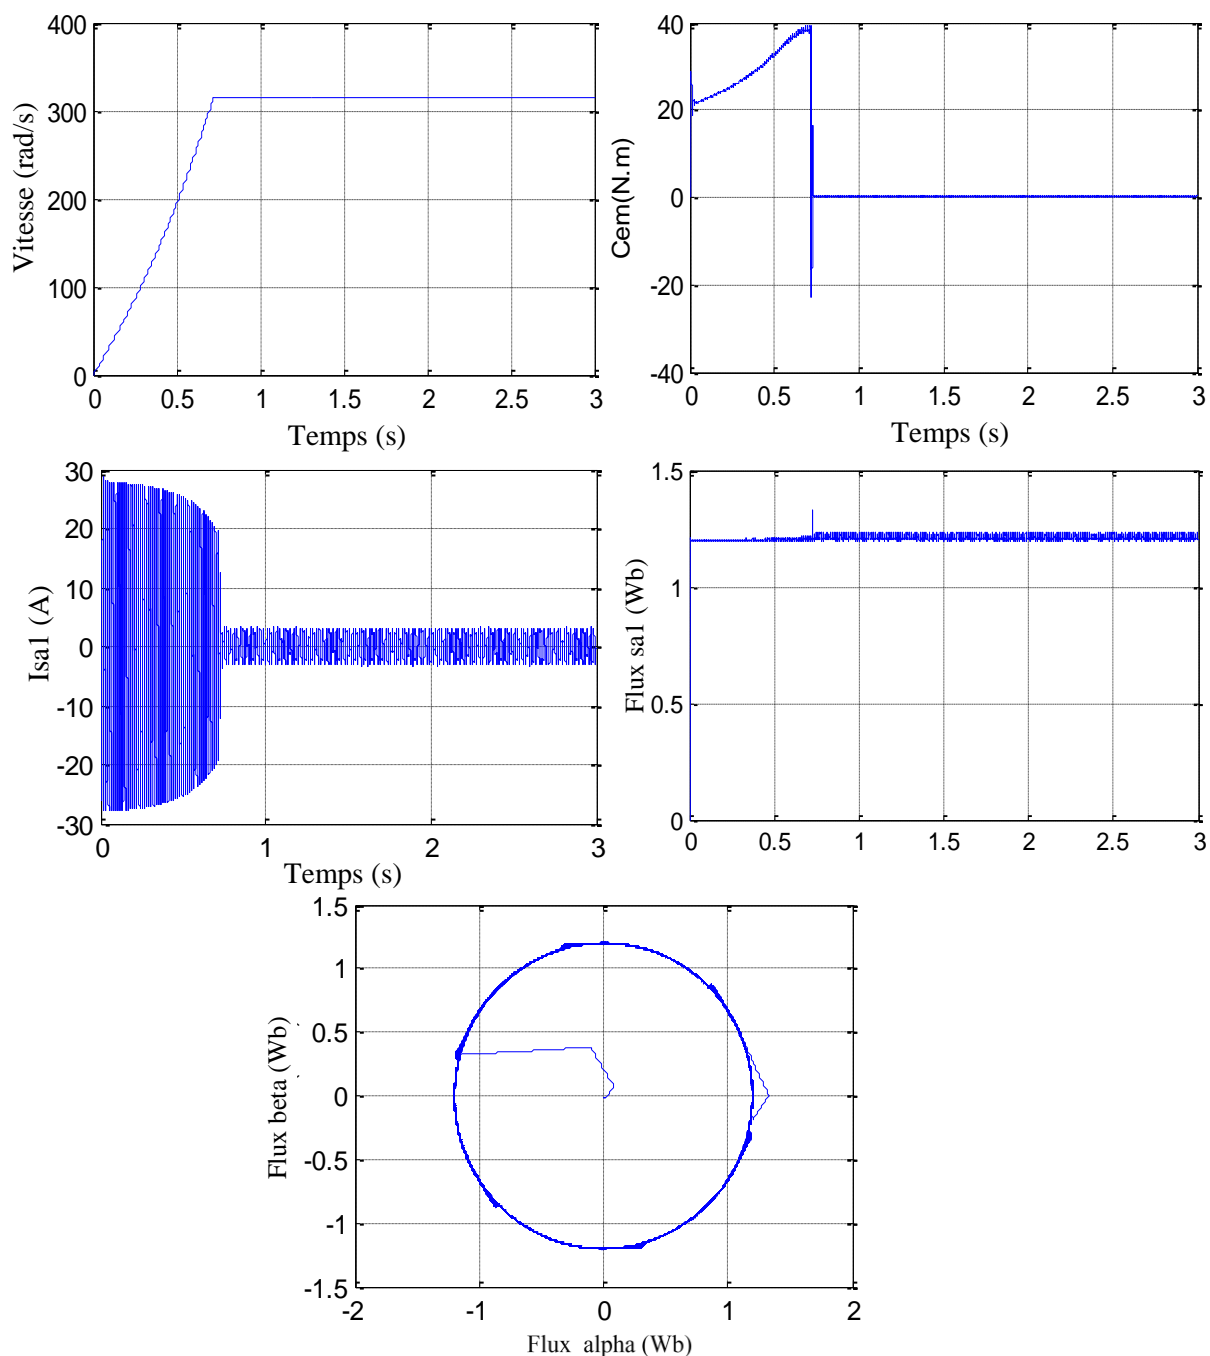 400
300
200
100
0
Vitesse (rad/s)
0 0.5 1 1.5 2 2.5 3
Temps (s)
40
20
0
-20
-40
Cem(N.m)
0 0.5 1 1.5 2 2.5 3
Temps (s)
30
20
10
0
-10
-20
-30
Isa1 (A)
0 1 2 3
Temps (s)
1.5
1
0.5
0
Flux sa1 (Wb)
0 0.5 1 1.5 2 2.5 3
1.5
1
0.5
0
-0.5
-1
-1.5
Flux beta (Wb)
-2 -1 0 1 2
Flux alpha (Wb)